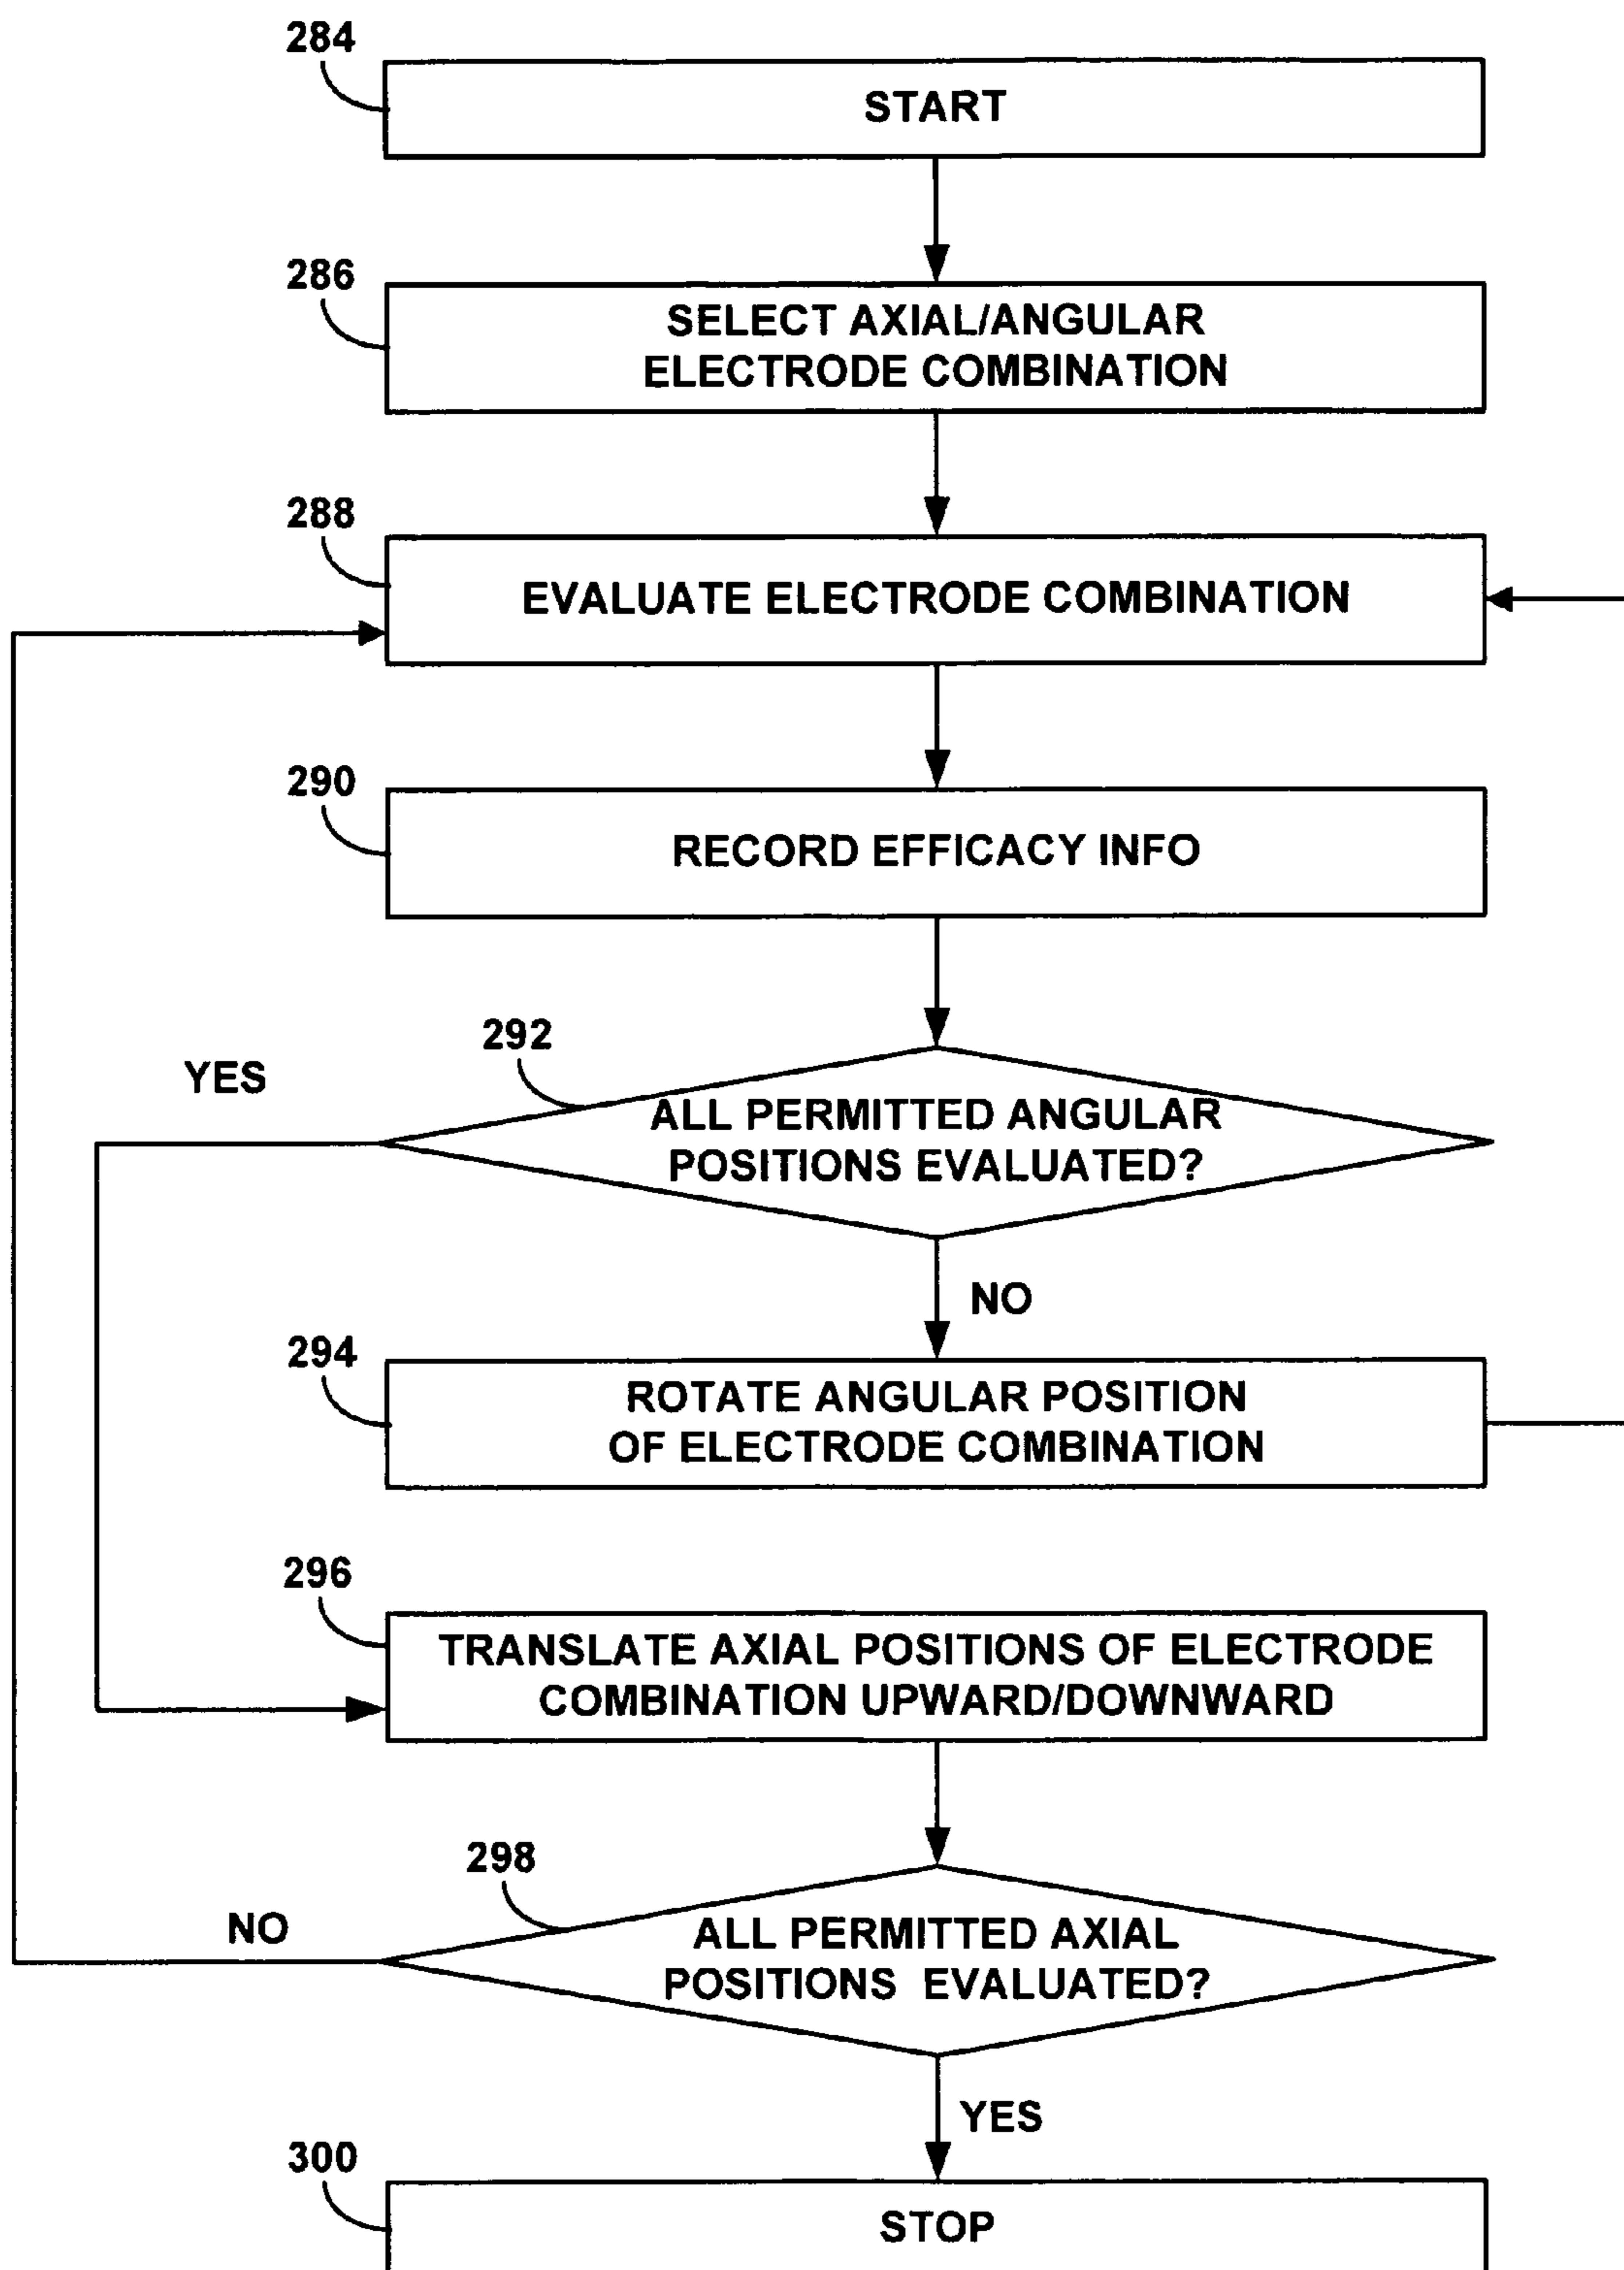 284
START
286
SELECT AXIAL/ANGULAR
ELECTRODE COMBINATION
288
EVALUATE ELECTRODE COMBINATION
290
RECORD EFFICACY INFO
292
YES
ALL PERMITTED ANGULAR
POSITIONS EVALUATED?
NO
294
ROTATE ANGULAR POSITION
OF ELECTRODE COMBINATION
296
TRANSLATE AXIAL POSITIONS OF ELECTRODE
COMBINATION UPWARD/DOWNWARD
298
NO
ALL PERMITTED AXIAL
POSITIONS EVALUATED?
YES
300
STOP